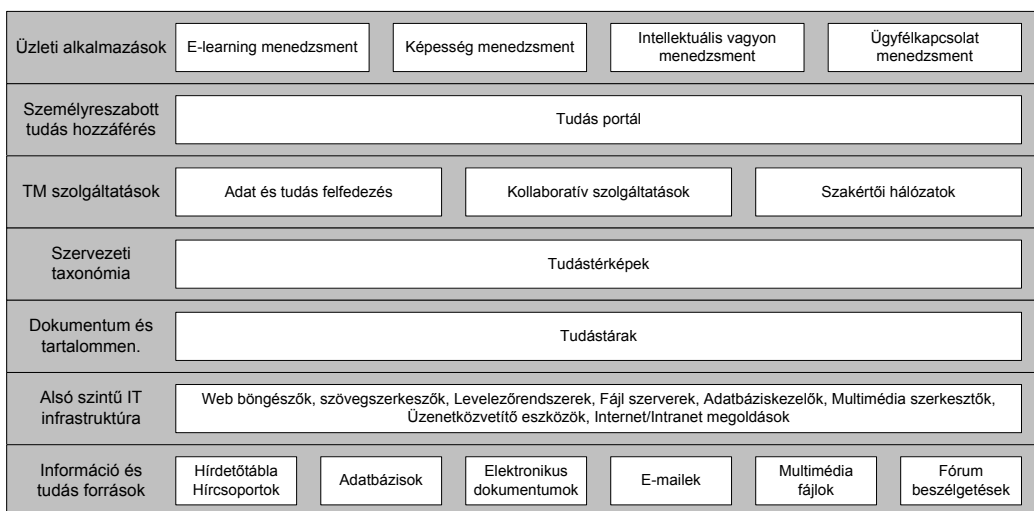 Üzleti alkalmazások
E-learning menedzsment
Képesség menedzsment
Intellektuális vagyon
menedzsment
Ügyfélkapcsolat
menedzsment
Személyreszabott
tudás hozzáférés
Tudás portál
TM szolgáltatások
Adat és tudás felfedezés
Kollaboratív szolgáltatások
Szakértői hálózatok
Szervezeti
taxonómia
Tudástérképek
Dokumentum és
tartalommen.
Tudástárak
Alsó szintű IT
infrastruktúra
Web böngészők, szövegszerkeszők, Levelezőrendszerek, Fájl szerverek, Adatbáziskezelők, Multimédia szerkesztők,
Üzenetközvetítő eszközök, Internet/Intranet megoldások
Információ és
tudás források
Hírdetőtábla
Hírcsoportok
Adatbázisok
Elektronikus
dokumentumok
E-mailek
Multimédia
fájlok
Fórum
beszélgetések